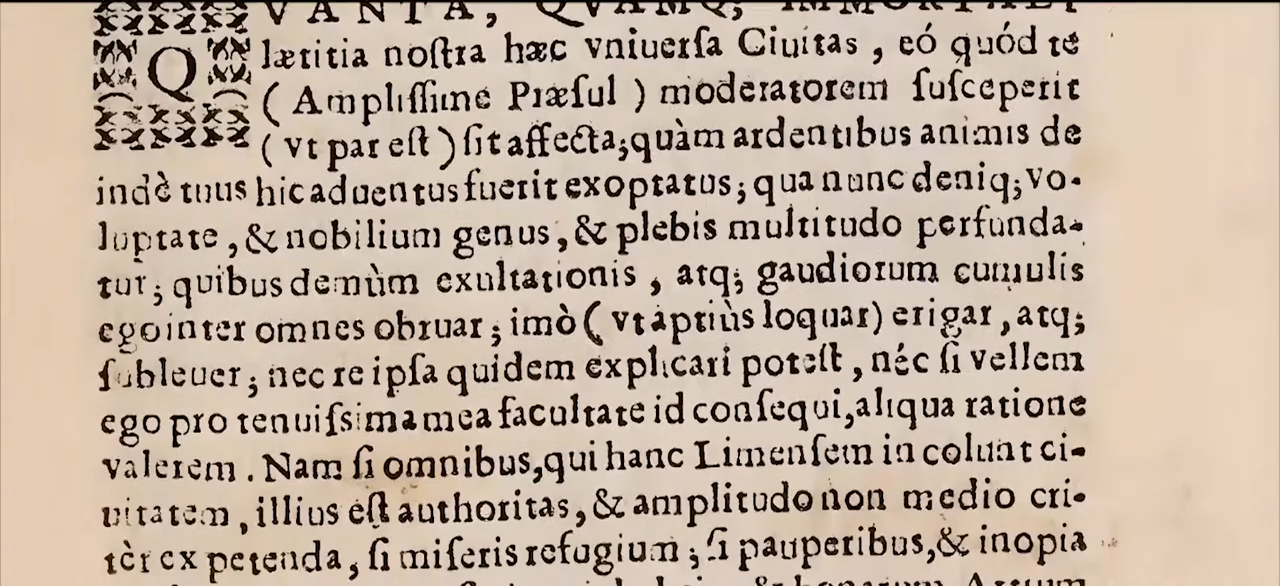 QVANTA, QVAMQ; IMMORTALI
lætitia noſtra hæc vniuerſa Ciuitas , eó quód té
( Ampliſſime Præſul ) moderatorem ſuſceperit
( vt par eſt ) ſit affecta;quàm ardentibus animis de
indè tuus hic aduentus fuerit exoptatus; qua nunc deniq; vo-
luptate , & nobilium genus , & plebis multitudo perfunda-
tur ; quibus demùm exultationis , atq; gaudiorum cumulis
ego inter omnes obruar ; imò ( vt aptiùs loquar) erigar , atq;
ſubleuer ; nec re ipſa quidem explicari poteſt , néc ſi vellem
ego pro tenuiſsima mea facultate id conſequi,aliqua ratione
valerem . Nam ſi omnibus,qui hanc Limenſem in colunt ci-
uitatem , illius eſt authoritas, & amplitudo non medio cri-
tèr ex petenda , ſi miſeris refugium ; ſi pauperibus,& inopia